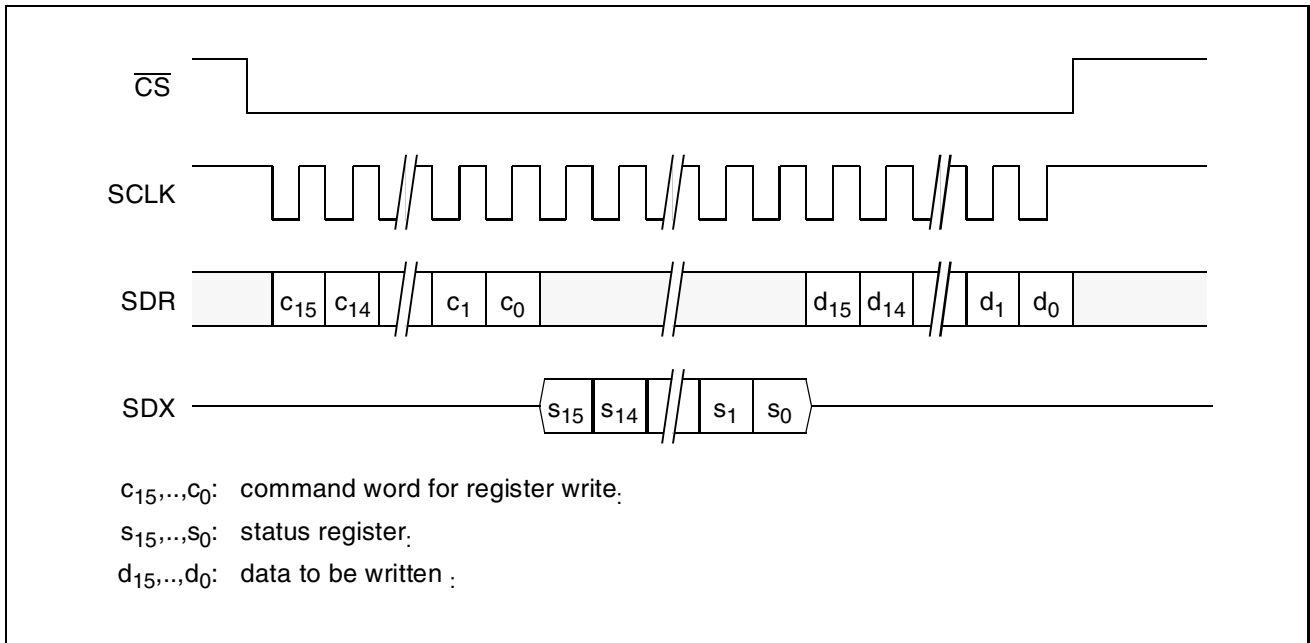 CS
SCLK
SDR c15 c14 c1 c0 d15 d14 d1 d0
SDX s15 s14 s1 s0
c15,..,c0: command word for register write:
s15,..,s0: status register:
d15,..,d0: data to be written :